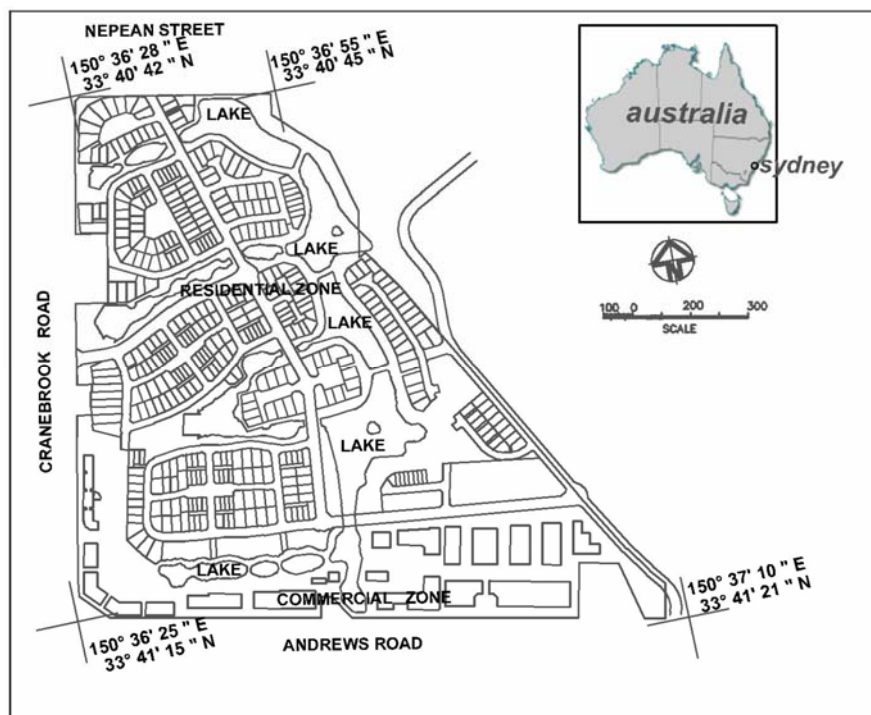 NEPEAN STREET
150° 36' 28 " E
33° 40' 42 " N
150° 36' 55 " E
33° 40' 45 " N
LAKE
australia
sydney
LAKE
N
RESIDENTIAL ZONE
100 0 200 300
SCALE
LAKE
CRANEBROOK ROAD
LAKE
LAKE
COMMERCIAL ZONE
150° 37' 10 " E
33° 41' 21 " N
150° 36' 25 " E
33° 41' 15 " N
ANDREWS ROAD